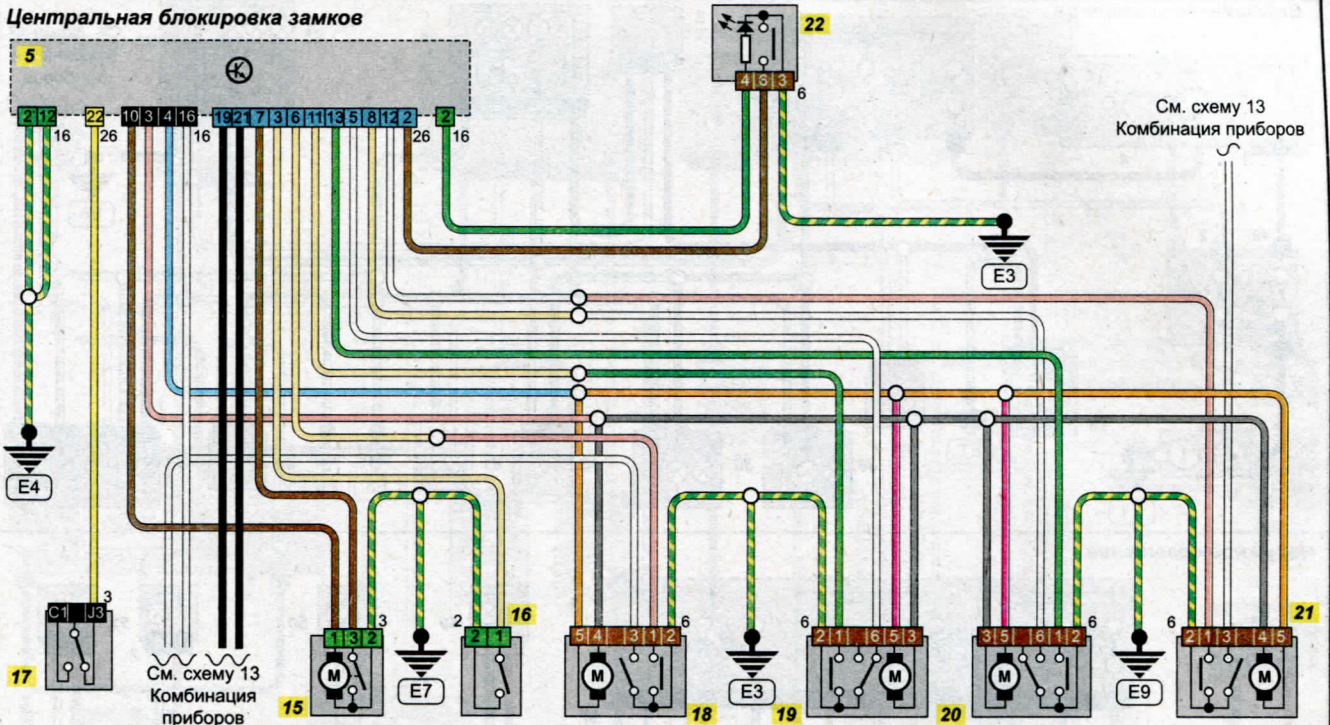 Центральная блокировка замков
5
22
4 6 3
6
См. схему 13
Комбинация приборов
2 12
16
22
26
10 3 4 16
16
19 21 7 3 6 11 13 5 8 12 2
26
2
16
E3
E4
C1 J3
3
17
См. схему 13
Комбинация
приборов
1 3 2
3
M
15
E7
2
2 1
16
5 4 3 1 2
6
M
18
E3
6
2 1 6 5 3
M
19
3 5 6 1 2
6
M
20
E9
6
2 1 3 4 5
M
21